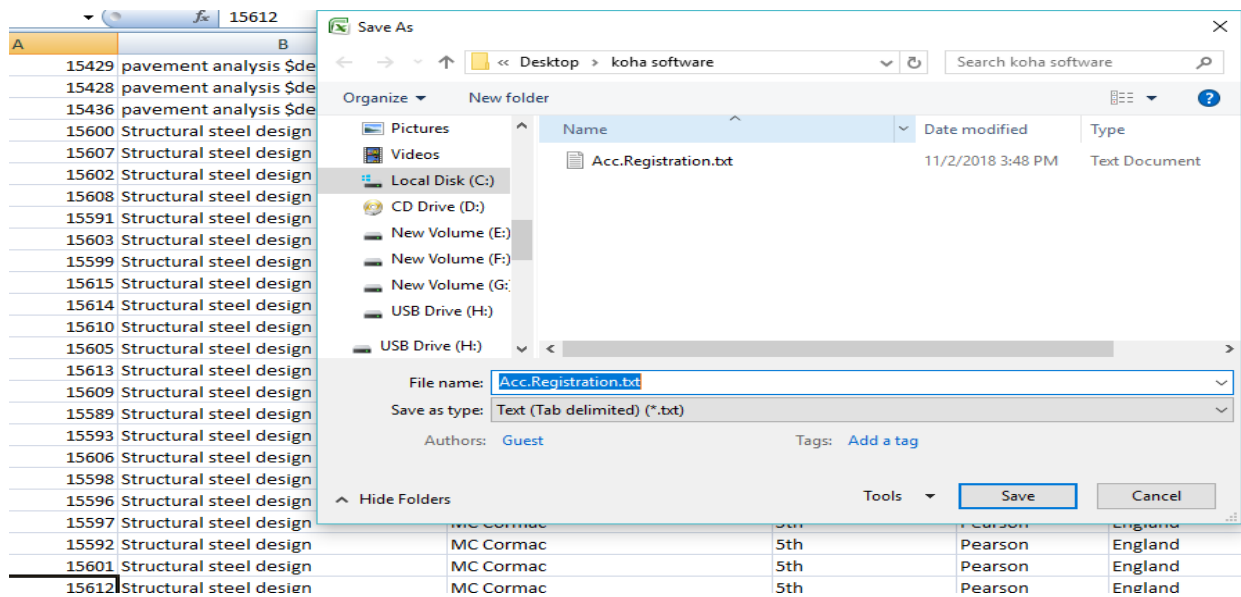 fx 15612
Save As
A B
« Desktop › koha software Search koha software
Organize New folder
Name Date modified Type
Acc.Registration.txt 11/2/2018 3:48 PM Text Document
Pictures
Videos
Local Disk (C:)
CD Drive (D:)
New Volume (E:)
New Volume (F:)
New Volume (G:
USB Drive (H:)
USB Drive (H:)
File name: Acc.Registration.txt
Save as type: Text (Tab delimited) (*.txt)
Authors: Guest Tags: Add a tag
Hide Folders Tools Save Cancel
15429 pavement analysis $de
15428 pavement analysis $de
15436 pavement analysis $de
15600 Structural steel design
15607 Structural steel design
15602 Structural steel design
15608 Structural steel design
15591 Structural steel design
15603 Structural steel design
15599 Structural steel design
15615 Structural steel design
15614 Structural steel design
15610 Structural steel design
15605 Structural steel design
15613 Structural steel design
15609 Structural steel design
15589 Structural steel design
15593 Structural steel design
15606 Structural steel design
15598 Structural steel design
15596 Structural steel design
15597 Structural steel design MC Cormac 5th Pearson England
15592 Structural steel design MC Cormac 5th Pearson England
15601 Structural steel design MC Cormac 5th Pearson England
15612 Structural steel design MC Cormac 5th Pearson England